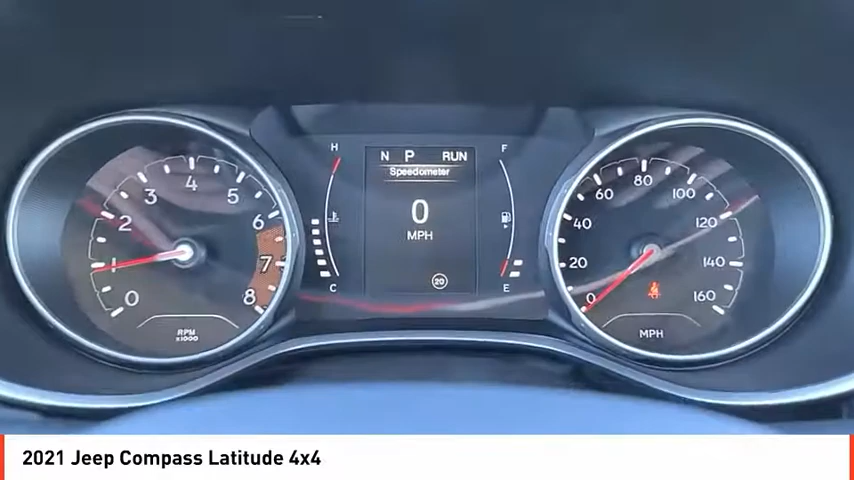 0 1 2 3 4 5 6 7 8
RPM
x1000
H
C
N P RUN
Speedometer
0
MPH
20
F
E
0 20 40 60 80 100 120 140 160
MPH
2021 Jeep Compass Latitude 4x4